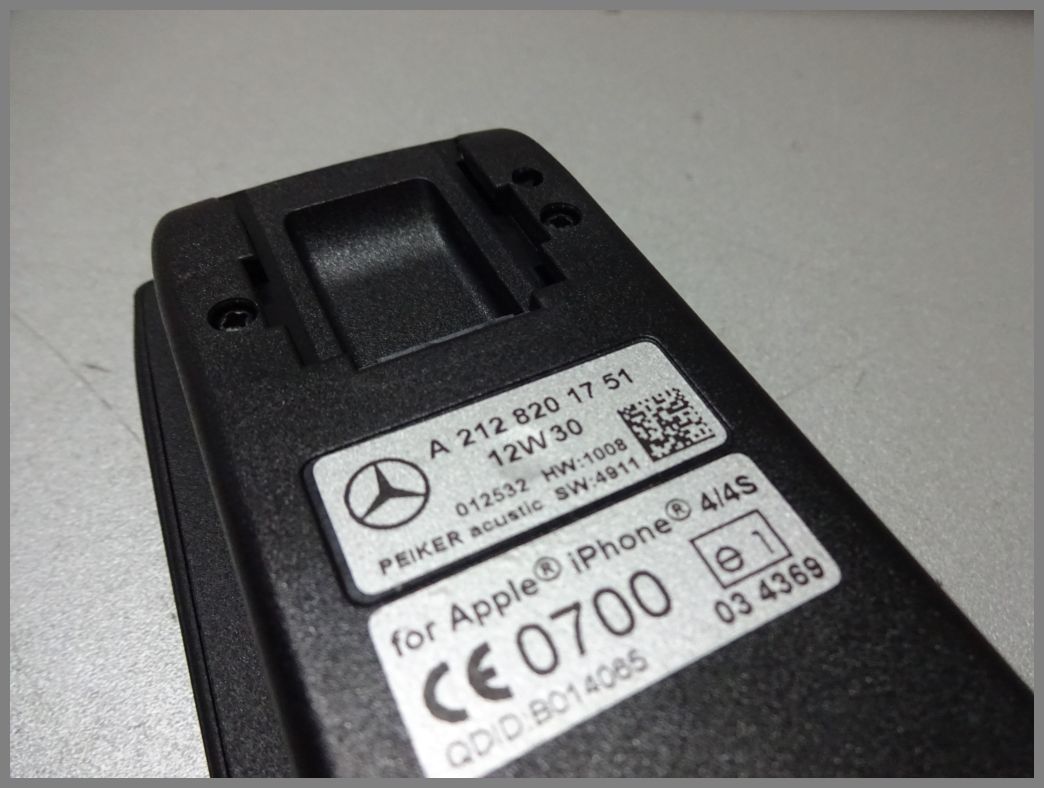 A 212 820 17 51
12W30
012532 HW:1008
PEIKER acustic SW:4911
for Apple® iPhone® 4/4S
CE 0700
e 1
03 4369
QDID:B014065